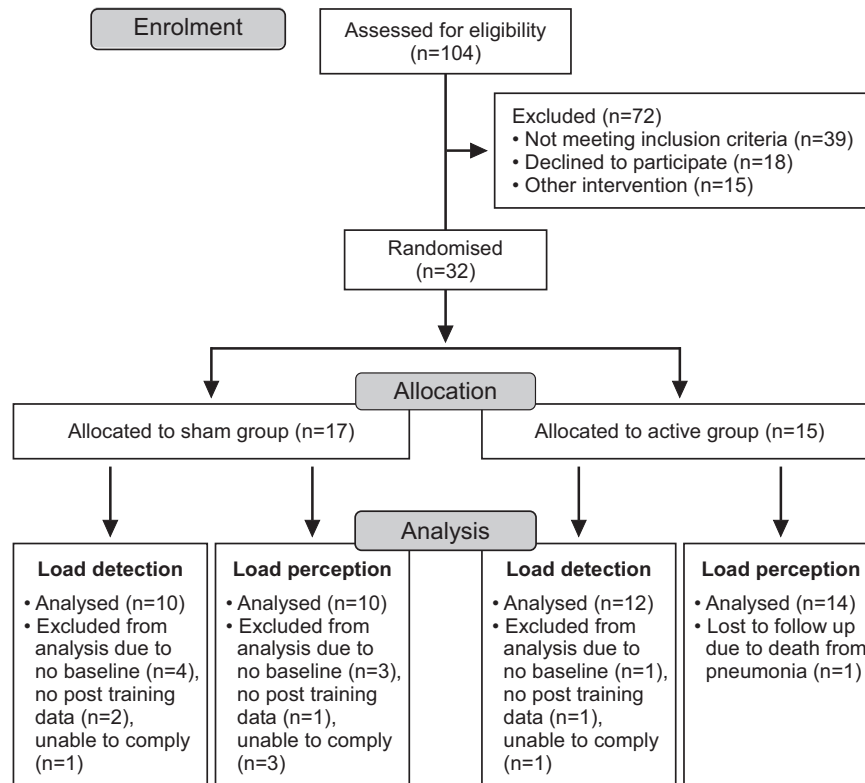 Enrolment
Assessed for eligibility
(n=104)
Excluded (n=72)
• Not meeting inclusion criteria (n=39)
• Declined to participate (n=18)
• Other intervention (n=15)
Randomised
(n=32)
Allocation
Allocated to sham group (n=17)
Allocated to active group (n=15)
Analysis
Load detection
• Analysed (n=10)
• Excluded from
analysis due to
no baseline (n=4),
no post training
data (n=2),
unable to comply
(n=1)
Load perception
• Analysed (n=10)
• Excluded from
analysis due to
no baseline (n=3),
no post training
data (n=1),
unable to comply
(n=3)
Load detection
• Analysed (n=12)
• Excluded from
analysis due to
no baseline (n=1),
no post training
data (n=1),
unable to comply
(n=1)
Load perception
• Analysed (n=14)
• Lost to follow up
due to death from
pneumonia (n=1)